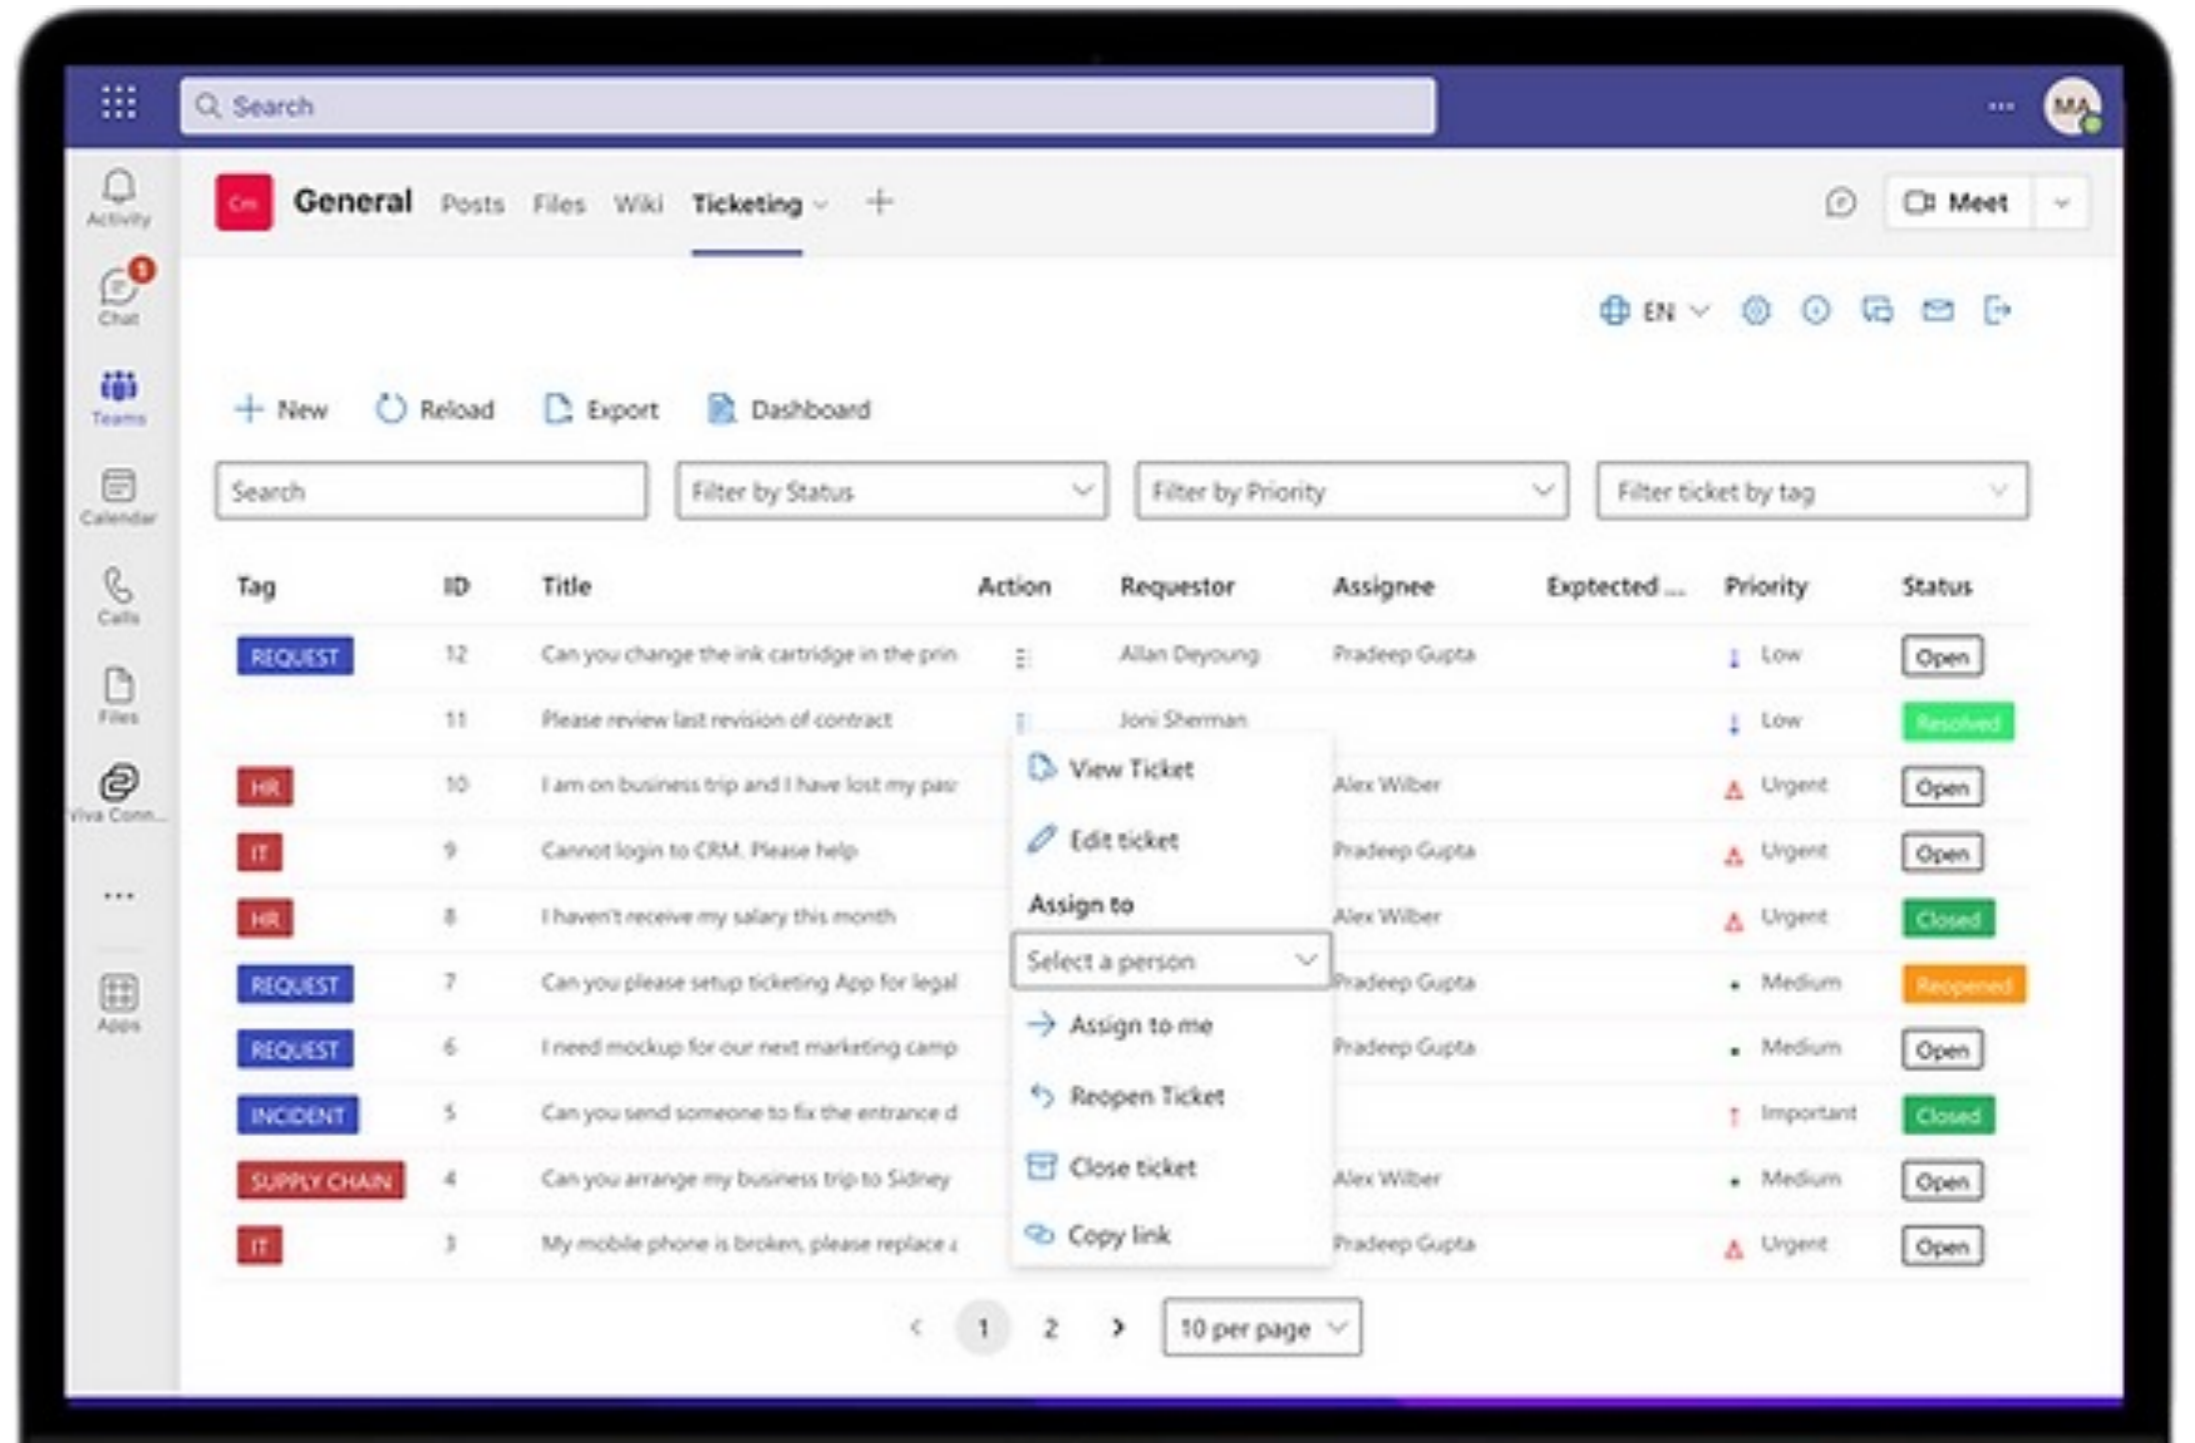 Search
MA
Activity
Chat
Teams
Calendar
Calls
Files
Viva Conn...
Apps
Cm General Posts Files Wiki Ticketing Meet
EN
New Reload Export Dashboard
Search Filter by Status Filter by Priority Filter ticket by tag
Tag ID Title Action Requestor Assignee Exptected ... Priority Status
REQUEST 12 Can you change the ink cartridge in the prin Allan Deyoung Pradeep Gupta Low Open
11 Please review last revision of contract Joni Sherman Low Resolved
HR 10 I am on business trip and I have lost my Alex Wilber Urgent Open
IT 9 Cannot login to CRM. Please help Pradeep Gupta Urgent Open
HR 8 I haven't receive my salary this month Alex Wilber Urgent Closed
REQUEST 7 Can you please setup ticketing App for legal Pradeep Gupta Medium Reopened
REQUEST 6 I need mockup for our next marketing camp Pradeep Gupta Medium Open
INCIDENT 5 Can you send someone to fix the entrance d Important Closed
SUPPLY CHAIN 4 Can you arrange my business trip to Sidney Alex Wilber Medium Open
IT 3 My mobile phone is broken, please replace Pradeep Gupta Urgent Open
View Ticket
Edit ticket
Assign to
Select a person
Assign to me
Reopen Ticket
Close ticket
Copy link
1 2 10 per page